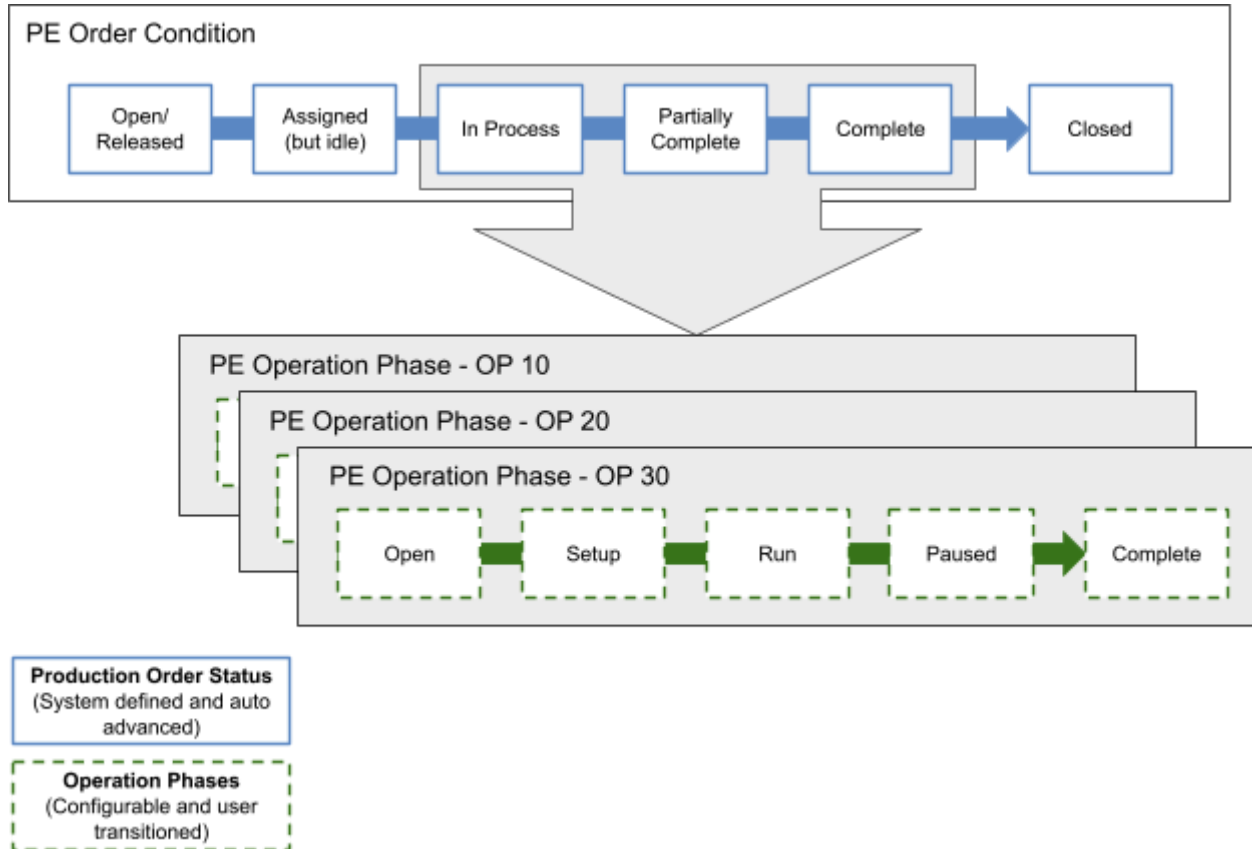 PE Order Condition
Open/
Released
Assigned
(but idle)
In Process
Partially
Complete
Complete
Closed
PE Operation Phase - OP 10
PE Operation Phase - OP 20
PE Operation Phase - OP 30
Open
Setup
Run
Paused
Complete
Production Order Status
(System defined and auto
advanced)
Operation Phases
(Configurable and user
transitioned)